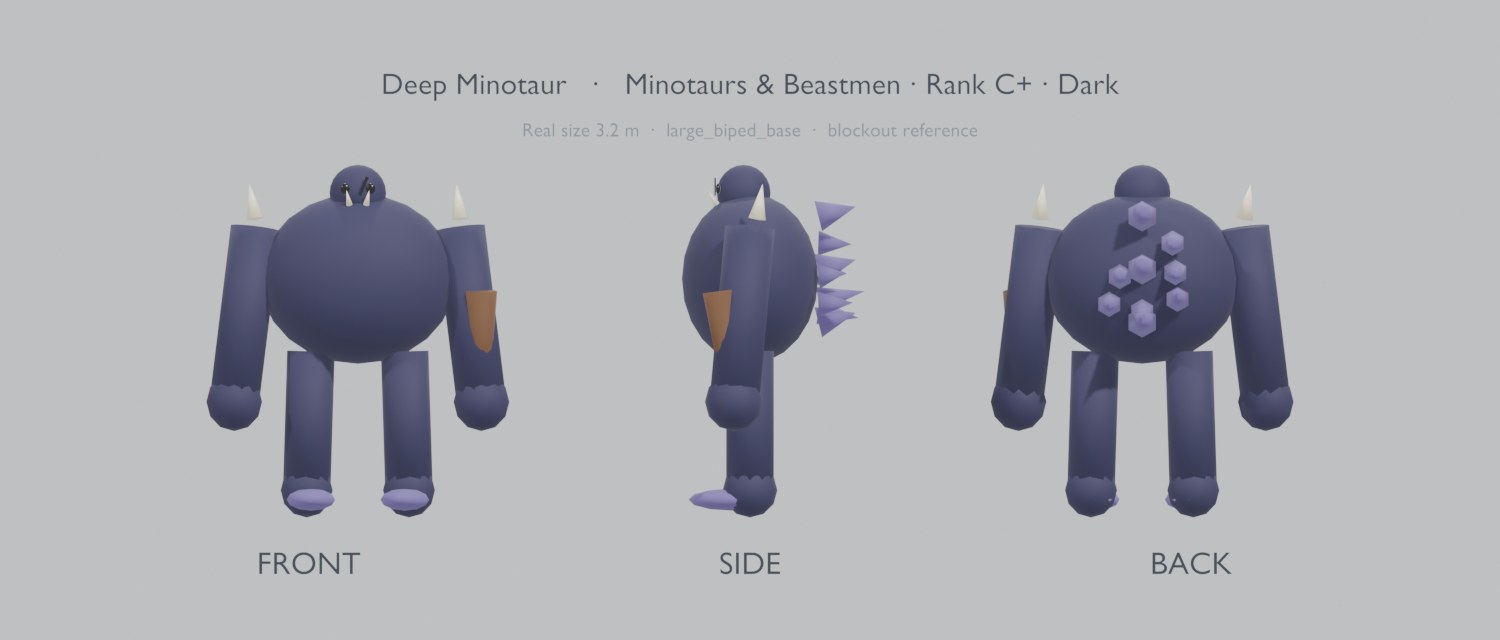 Deep Minotaur · Minotaurs & Beastmen · Rank C+ · Dark
Real size 3.2 m · large_biped_base · blockout reference
FRONT SIDE BACK